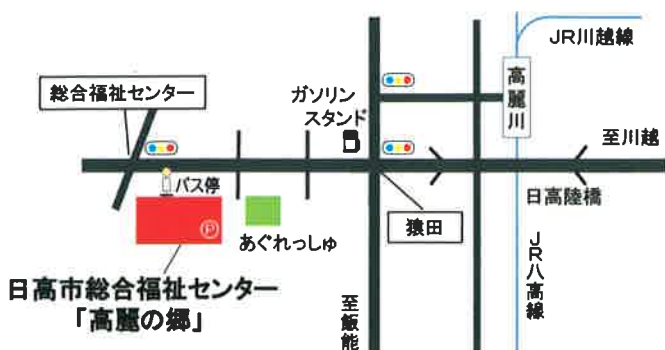 JR川越線
総合福祉センター
ガソリン
スタンド
高麗川
至川越
バス停
日高陸橋
猿田
あぐれっしゅ
Ⓟ
JR八高線
日高市総合福祉センター
「高麗の郷」
至飯能